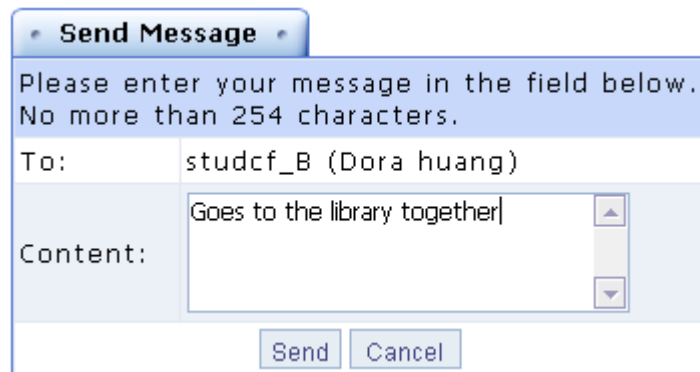 Send Message
Please enter your message in the field below.
No more than 254 characters.
To: studcf_B (Dora huang)
Content: Goes to the library together
Send Cancel